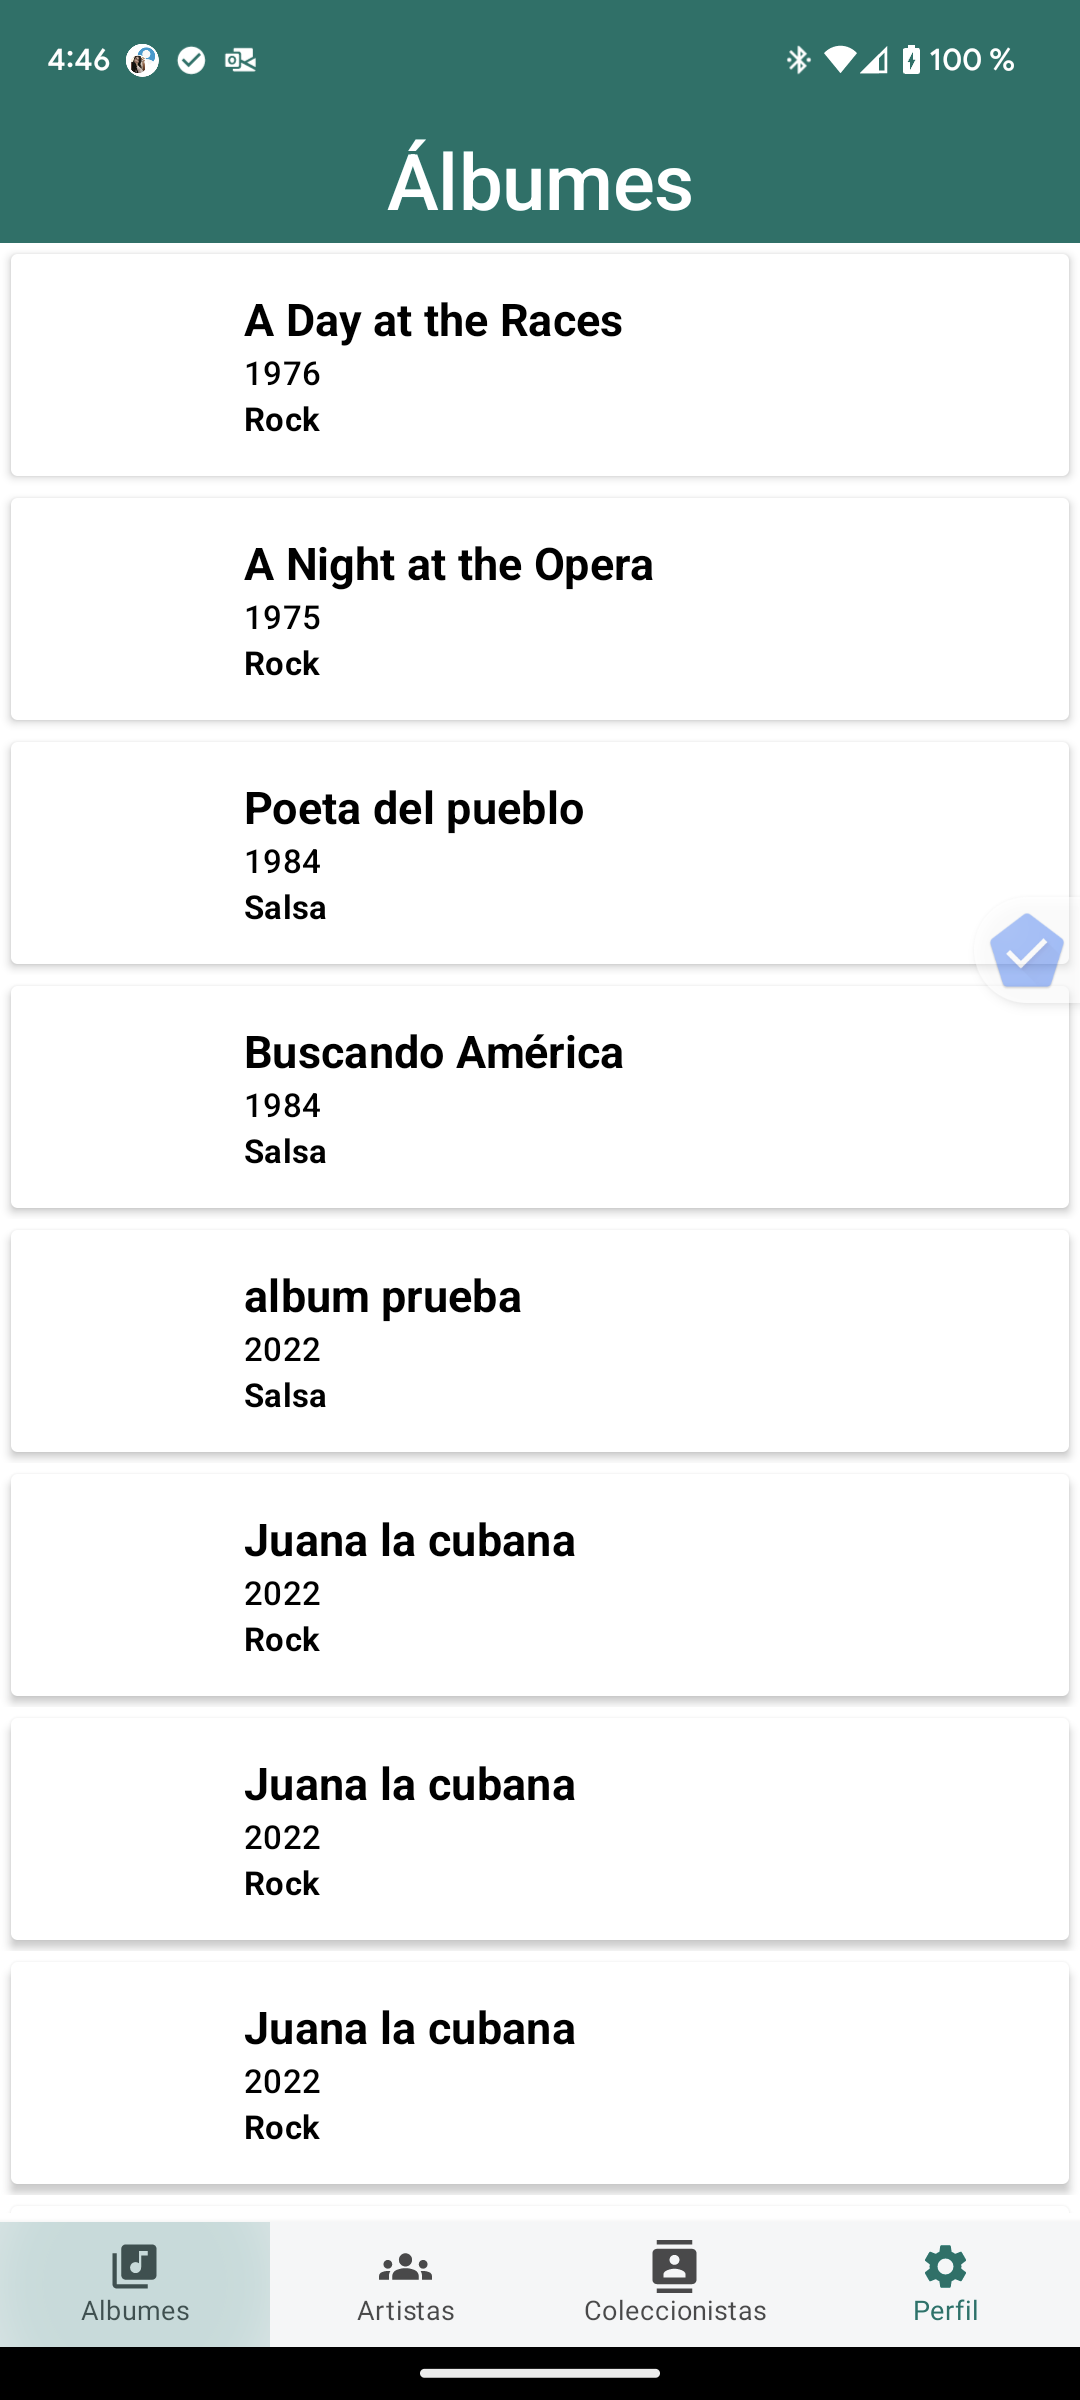 4:46
100 %
Álbumes
A Day at the Races
1976
Rock
A Night at the Opera
1975
Rock
Poeta del pueblo
1984
Salsa
Buscando América
1984
Salsa
album prueba
2022
Salsa
Juana la cubana
2022
Rock
Juana la cubana
2022
Rock
Juana la cubana
2022
Rock
Albumes
Artistas
Coleccionistas
Perfil